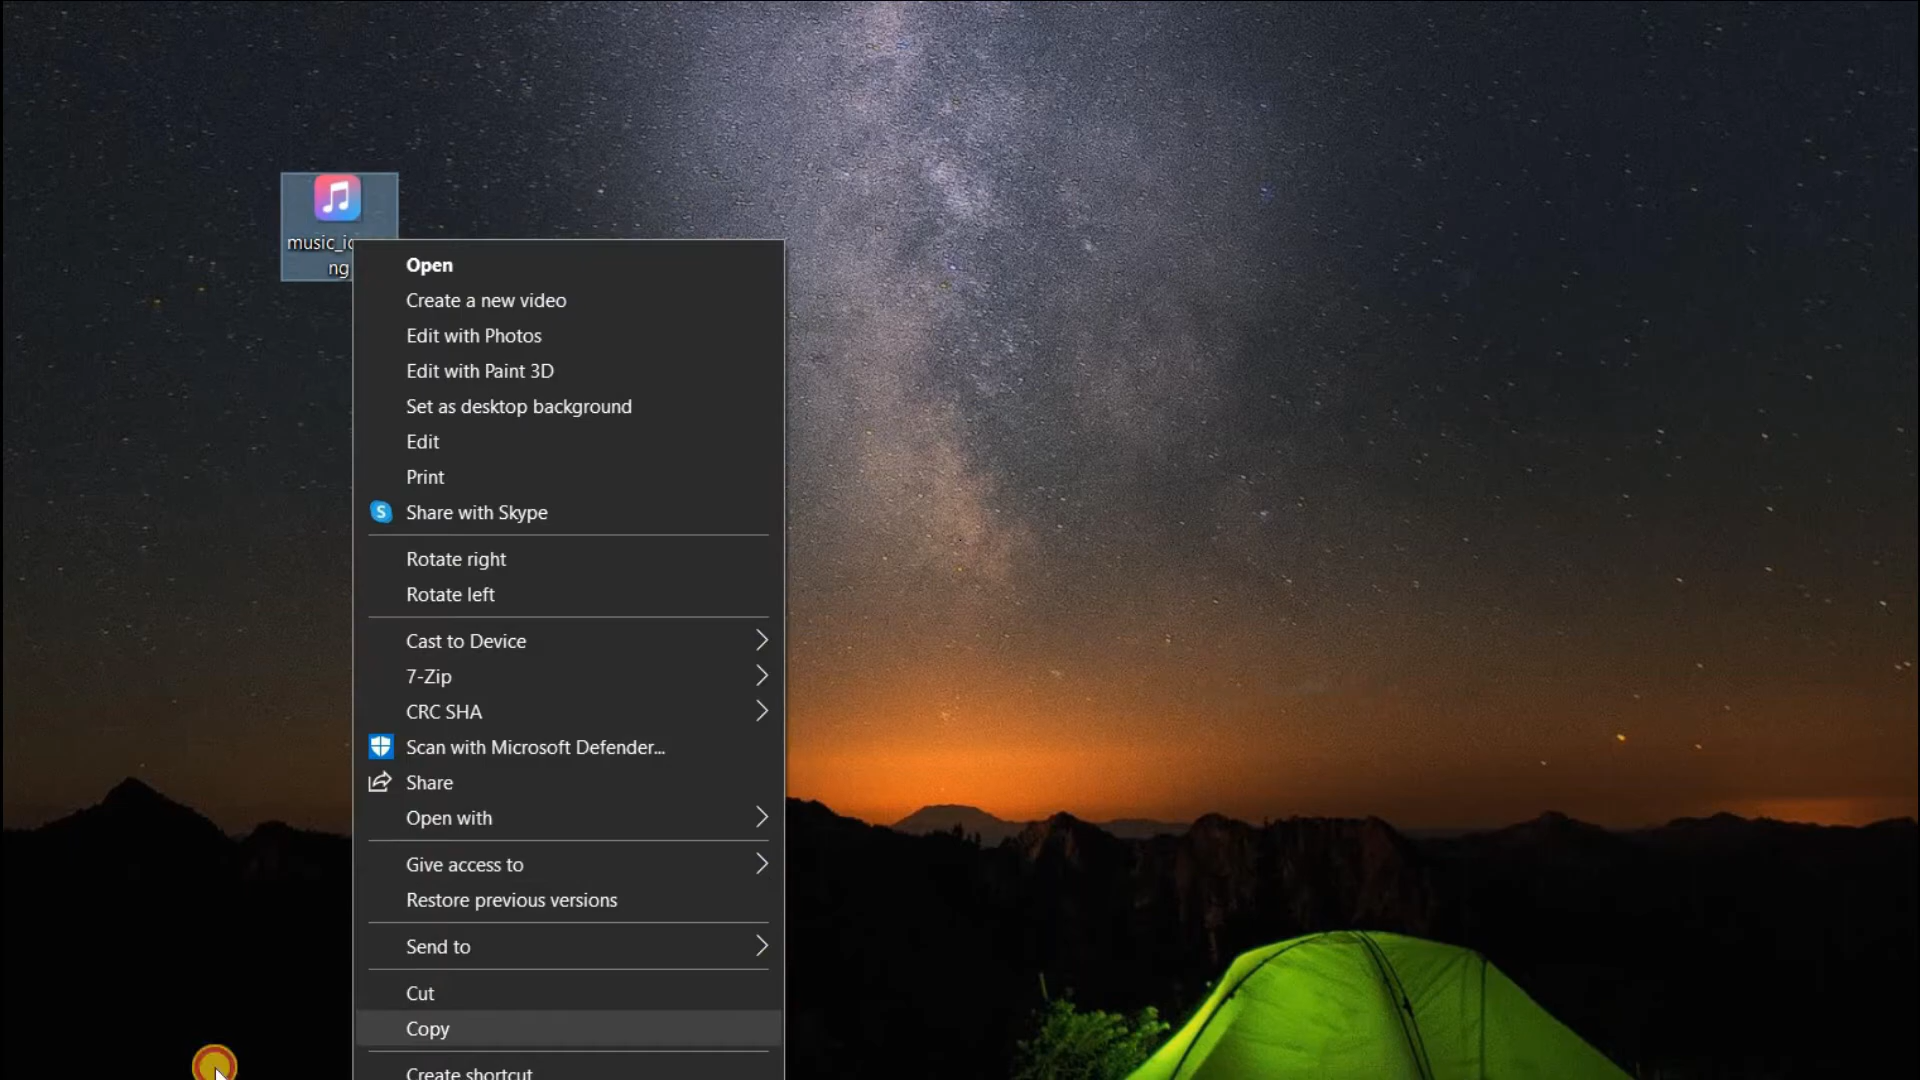 music_ic
ng
Open
Create a new video
Edit with Photos
Edit with Paint 3D
Set as desktop background
Edit
Print
S Share with Skype
Rotate right
Rotate left
Cast to Device
7-Zip
CRC SHA
Scan with Microsoft Defender...
Share
Open with
Give access to
Restore previous versions
Send to
Cut
Copy
Create shortcut